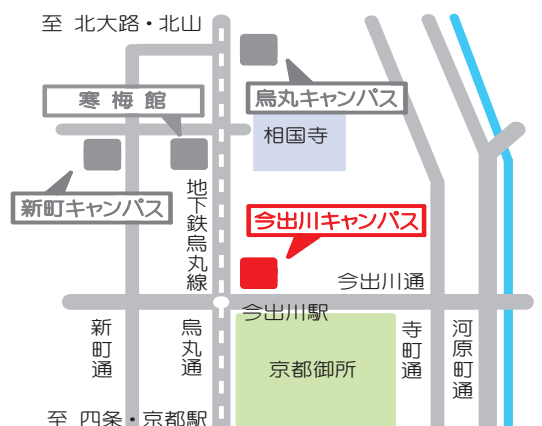 至 北大路・北山
寒梅館
烏丸キャンパス
相国寺
新町キャンパス
地下鉄烏丸線
今出川キャンパス
今出川通
今出川駅
新町通
烏丸通
寺町通
河原町通
京都御所
至 四条・京都駅